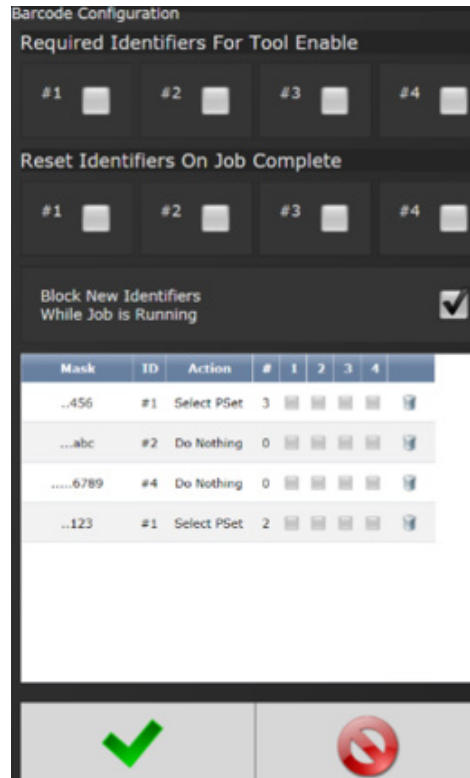 Barcode Configuration
Required Identifiers For Tool Enable
#1 #2 #3 #4
Reset Identifiers On Job Complete
#1 #2 #3 #4
Block New Identifiers
While Job is Running
Mask ID Action # 1 2 3 4
..456 #1 Select PSet 3
...abc #2 Do Nothing 0
.....6789 #4 Do Nothing 0
..123 #1 Select PSet 2